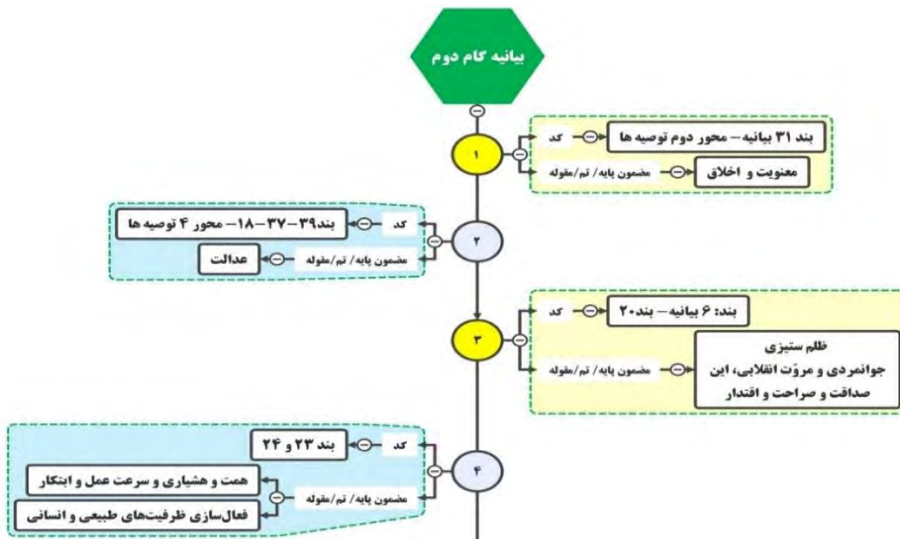 بیانیه گام دوم
۱
کد
بند ۳۱ بیانیه– محور دوم توصیه ها
مضمون پایه/ تم/مقوله
معنویت و اخلاق
۲
کد
بند۳۹–۳۷–۱۸– محور ۴ توصیه ها
مضمون پایه/ تم/مقوله
عدالت
۳
کد
بند: ۶ بیانیه– بند۲۰
مضمون پایه/ تم/مقوله
ظلم ستیزی
جوانمردی و مروّت انقلابی، این
صداقت و صراحت و اقتدار
۴
کد
بند ۲۳ و ۲۴
مضمون پایه/ تم/مقوله
همت و هشیاری و سرعت عمل و ابتکار
فعال‌سازی ظرفیت‌های طبیعی و انسانی